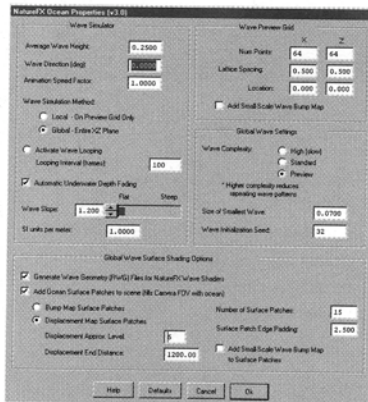 NatureFX Ocean Properties (v3.0)
Wave Simulator
Average Wave Height: 0.2500
Wave Direction (deg): 0.0000
Animation Speed Factor: 1.0000
Wave Simulation Method:
Local - On Preview Grid Only
Global - Entire XZ Plane
Activate Wave Looping
Looping Interval (frames): 100
Automatic Underwater Depth Fading
Flat Steep
Wave Slope: 1.200
SI units per meter: 1.0000
Wave Preview Grid
X Z
Num Points: 64 64
Lattice Spacing: 0.500 0.500
Location: 0.000 0.000
Add Small Scale Wave Bump Map
Global Wave Settings
Wave Complexity: High (slow)
Standard
Preview
* Higher complexity reduces
repeating wave patterns
Size of Smallest Wave: 0.0700
Wave Initialization Seed: 32
Global Wave Surface Shading Options
Generate Wave Geometry (RWG) Files for NatureFX Wave Shaders
Add Ocean Surface Patches to scene (fills Camera FOV with ocean)
Bump Map Surface Patches
Displacement Map Surface Patches
Displacement Approx. Level 6
Displacement End Distance: 1200.00
Number of Surface Patches: 15
Surface Patch Edge Padding: 2.500
Add Small Scale Wave Bump Map
to Surface Patches
Help Defaults Cancel Ok